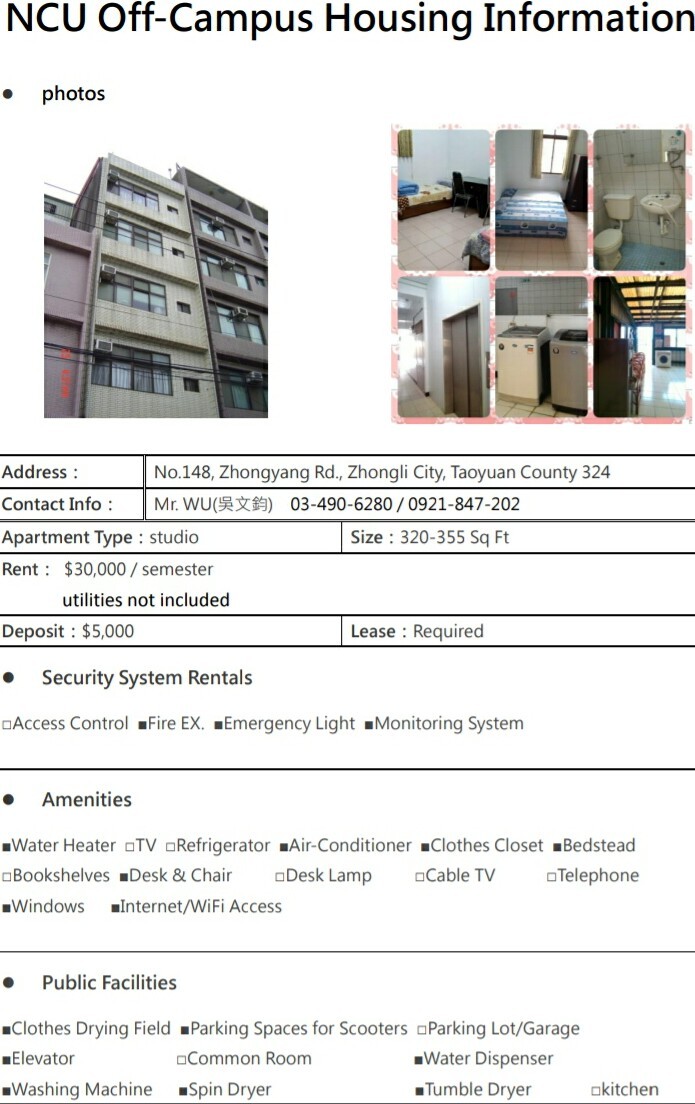 NCU Off-Campus Housing Information
● photos
Address：
No.148, Zhongyang Rd., Zhongli City, Taoyuan County 324
Contact Info：
Mr. WU(吳文鈞) 03-490-6280 / 0921-847-202
Apartment Type：studio
Size：320-355 Sq Ft
Rent： $30,000 / semester
utilities not included
Deposit：$5,000
Lease：Required
● Security System Rentals
□Access Control ■Fire EX. ■Emergency Light ■Monitoring System
● Amenities
■Water Heater □TV □Refrigerator ■Air-Conditioner ■Clothes Closet ■Bedstead
□Bookshelves ■Desk & Chair □Desk Lamp □Cable TV □Telephone
■Windows ■Internet/WiFi Access
● Public Facilities
■Clothes Drying Field ■Parking Spaces for Scooters □Parking Lot/Garage
■Elevator □Common Room ■Water Dispenser
■Washing Machine ■Spin Dryer ■Tumble Dryer □kitchen